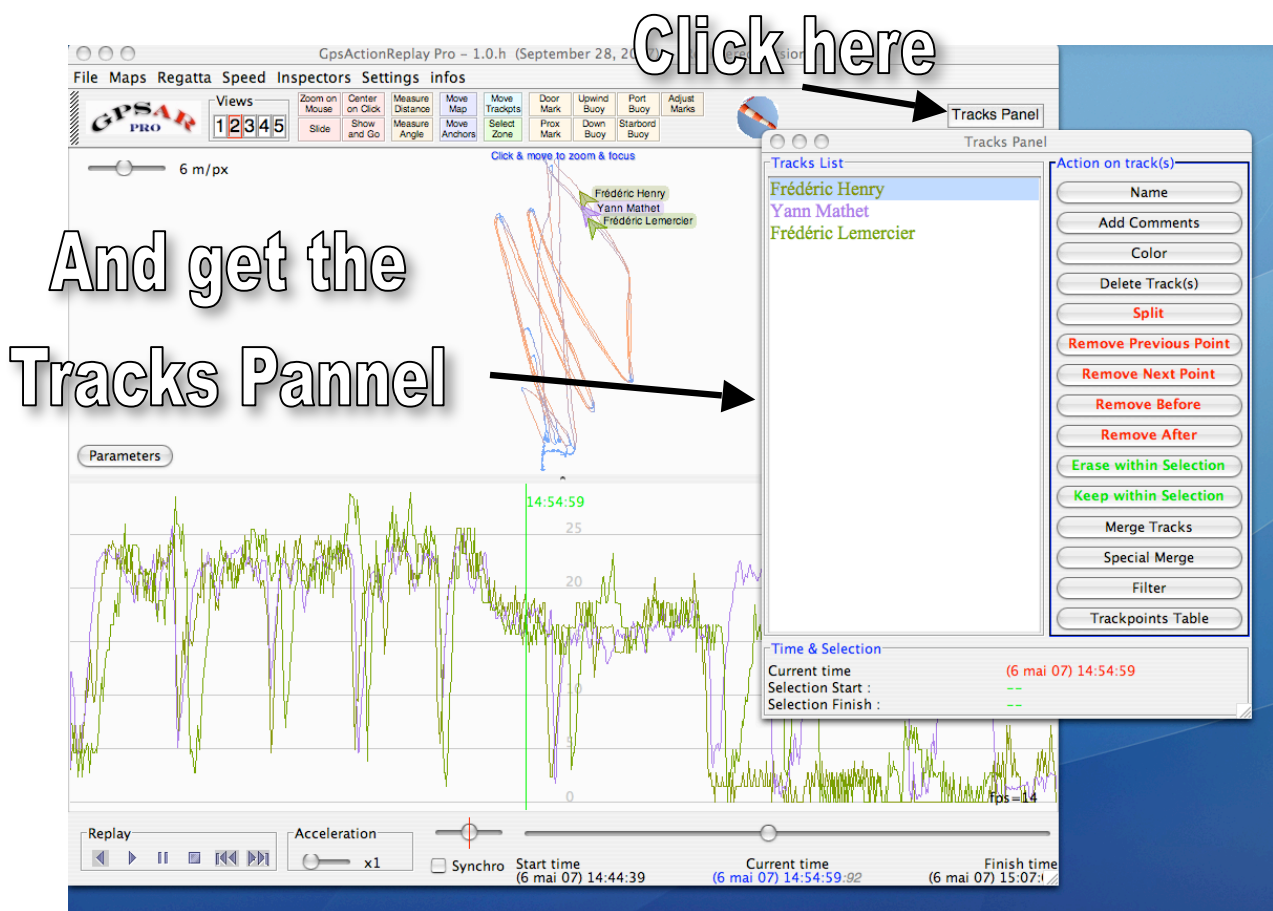 Click here
And get the
Tracks Pannel
GpsActionReplay Pro – 1.0.h (September 28, 2
File Maps Regatta Speed Inspectors Settings infos
GPSAR
PRO
Views
1 2 3 4 5
Zoom on Mouse
Center on Click
Measure Distance
Move Map
Move Trackpts
Door Mark
Upwind Buoy
Port Buoy
Adjust Marks
Slide
Show and Go
Measure Angle
Move Anchors
Select Zone
Prox Mark
Down Buoy
Starbord Buoy
Tracks Panel
6 m/px
Click & move to zoom & focus
Frédéric Henry
Yann Mathet
Frédéric Lemercier
Parameters
14:54:59
25
20
10
5
0
fps=14
Tracks Panel
Tracks List
Frédéric Henry
Yann Mathet
Frédéric Lemercier
Action on track(s)
Name
Add Comments
Color
Delete Track(s)
Split
Remove Previous Point
Remove Next Point
Remove Before
Remove After
Erase within Selection
Keep within Selection
Merge Tracks
Special Merge
Filter
Trackpoints Table
Time & Selection
Current time (6 mai 07) 14:54:59
Selection Start : --
Selection Finish : --
Replay
Acceleration
x1
Synchro
Start time
(6 mai 07) 14:44:39
Current time
(6 mai 07) 14:54:59:92
Finish time
(6 mai 07) 15:07: